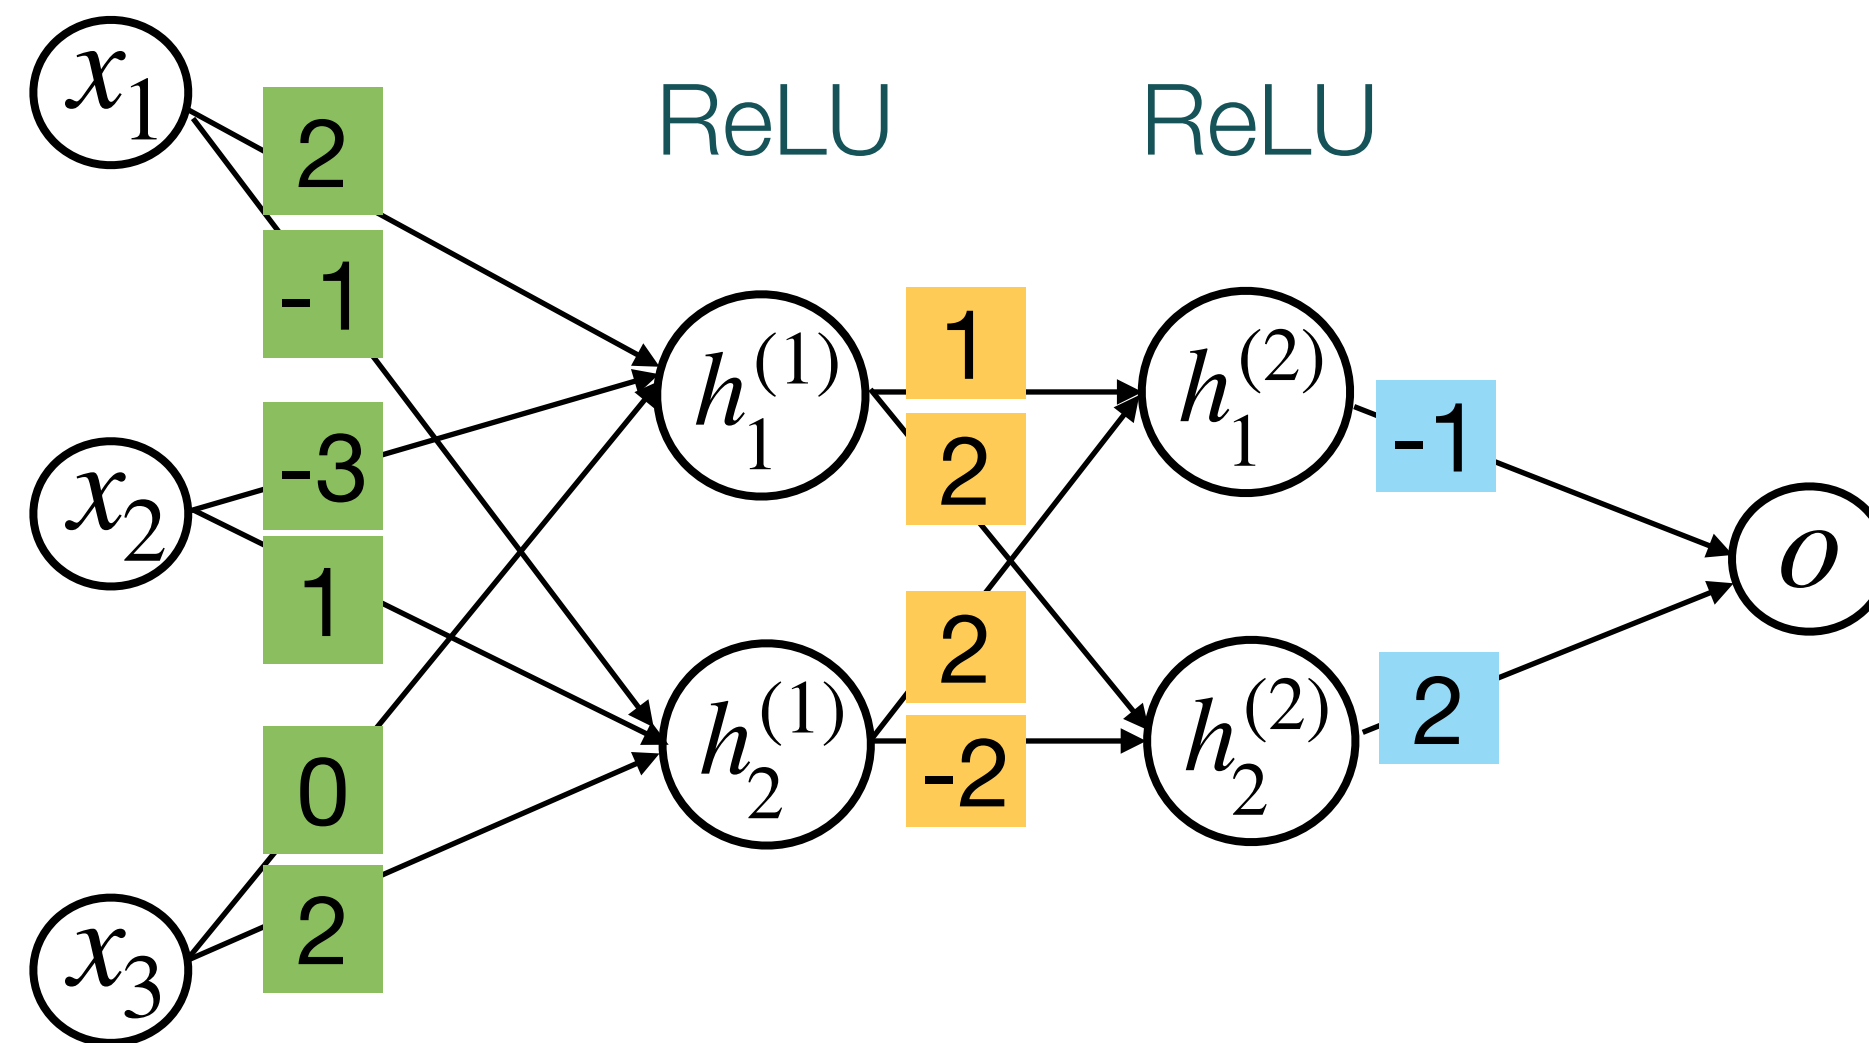 x₁
2
ReLU
ReLU
-1
h₁⁽¹⁾
1
h₁⁽²⁾
-1
x₂
-3
2
o
1
2
h₂⁽¹⁾
-2
h₂⁽²⁾
2
0
x₃
2